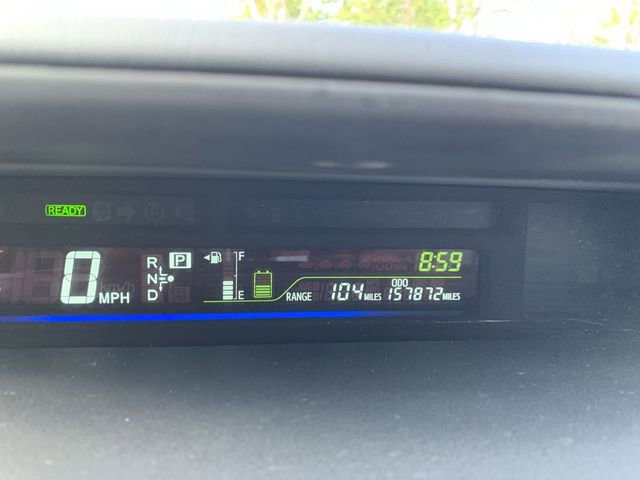 READY
8:59
0 MPH
R P
N
D
F
E
RANGE 104 MILES
ODO
157872 MILES